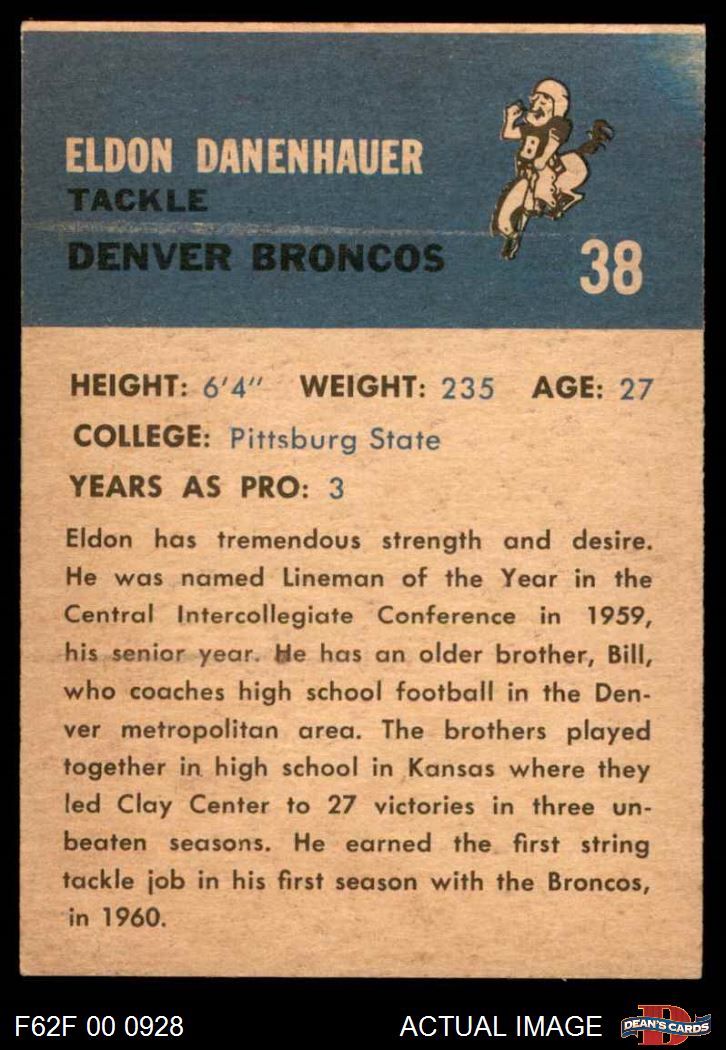 ELDON DANENHAUER
TACKLE
DENVER BRONCOS
8
38
HEIGHT: 6'4" WEIGHT: 235 AGE: 27
COLLEGE: Pittsburg State
YEARS AS PRO: 3
Eldon has tremendous strength and desire.
He was named Lineman of the Year in the
Central Intercollegiate Conference in 1959,
his senior year. He has an older brother, Bill,
who coaches high school football in the Den-
ver metropolitan area. The brothers played
together in high school in Kansas where they
led Clay Center to 27 victories in three un-
beaten seasons. He earned the first string
tackle job in his first season with the Broncos,
in 1960.
F62F 00 0928
ACTUAL IMAGE
D
DEAN'S CARDS